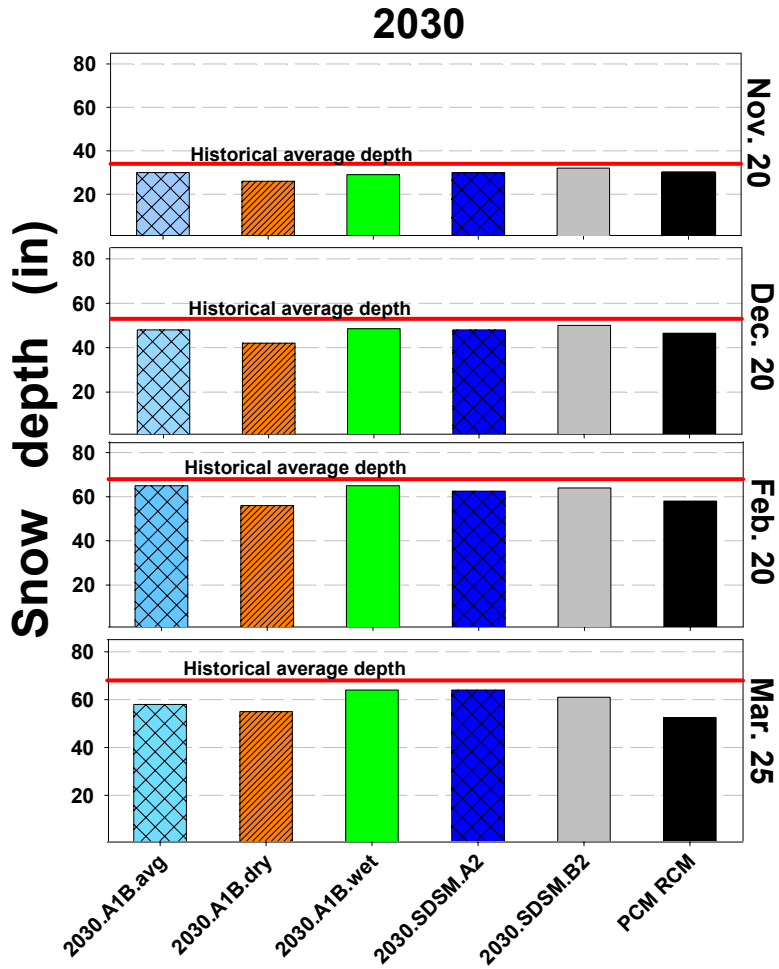 2030
Snow depth (in)
80
60
40
20
Historical average depth
Nov. 20
80
60
40
20
Historical average depth
Dec. 20
80
60
40
20
Historical average depth
Feb. 20
80
60
40
20
Historical average depth
Mar. 25
2030.A1B.avg
2030.A1B.dry
2030.A1B.wet
2030.SDSM.A2
2030.SDSM.B2
PCM RCM